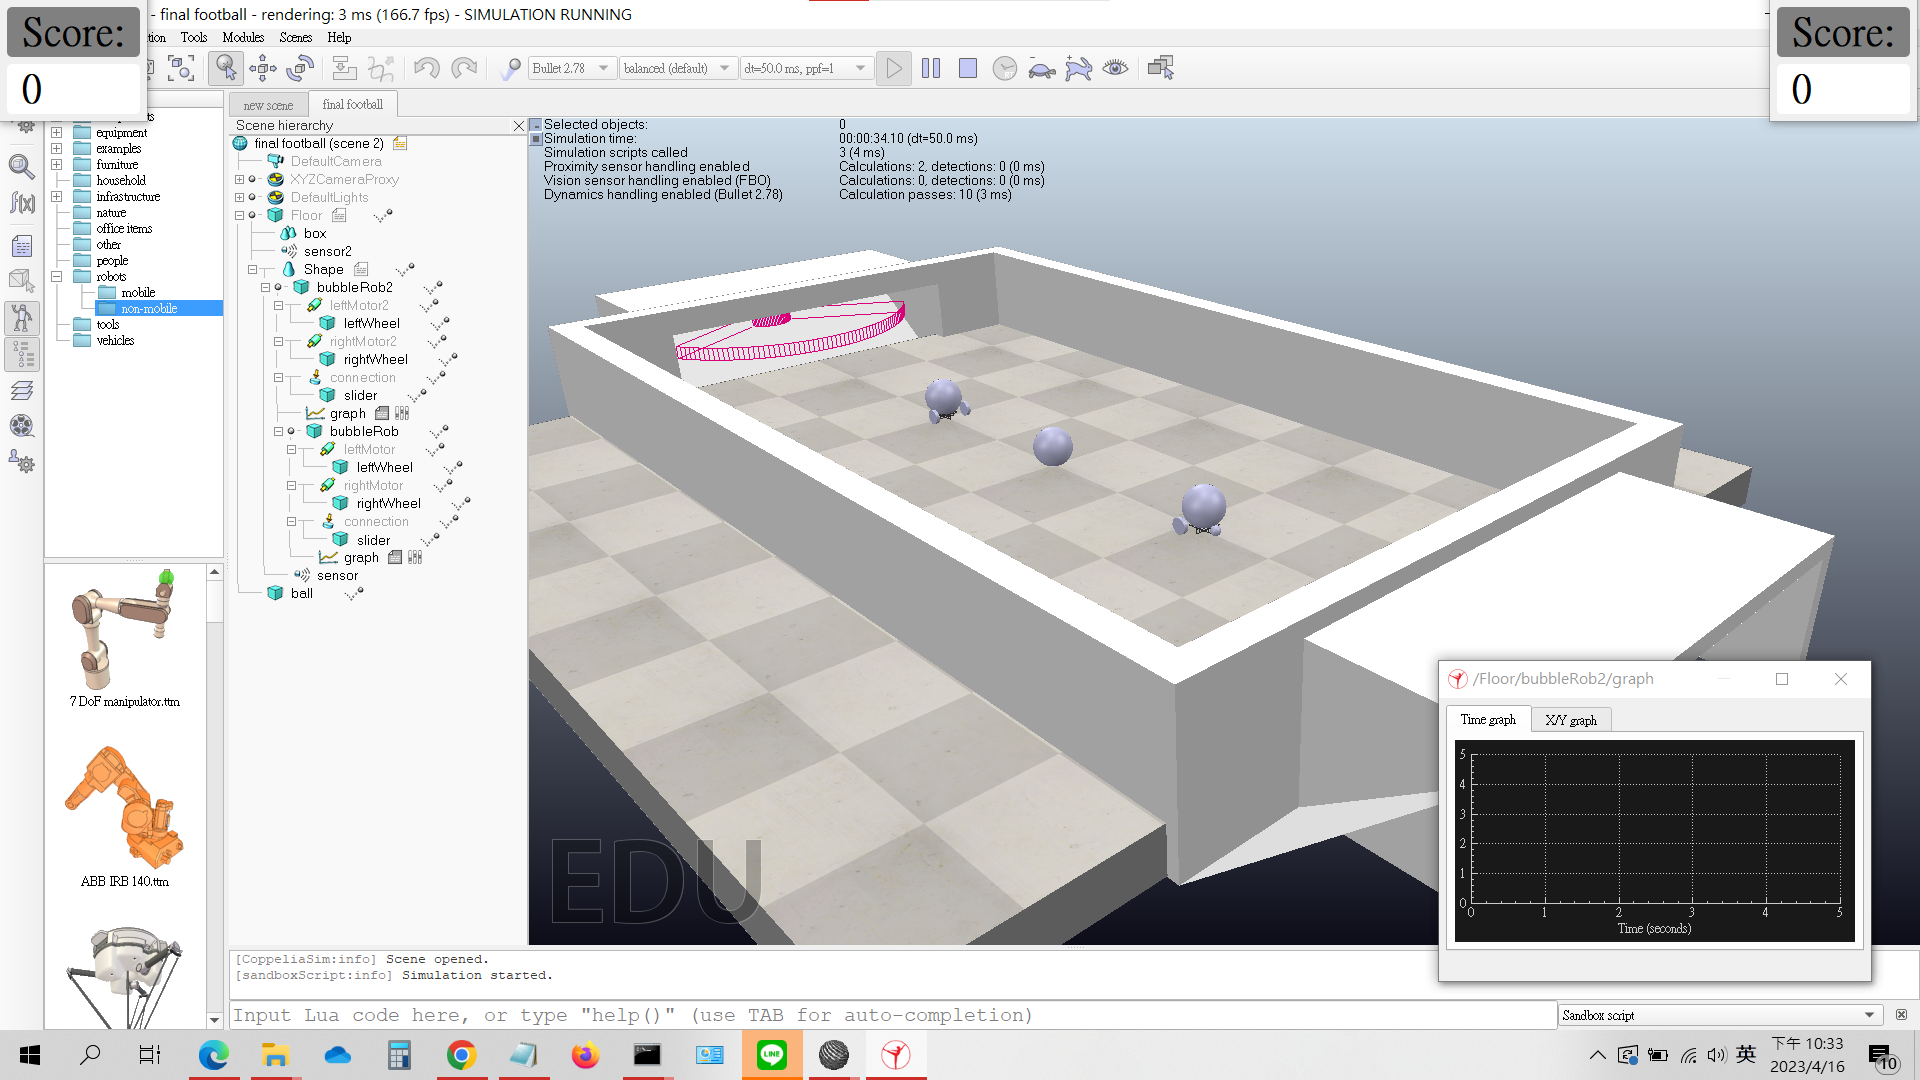 Score:
0
- final football - rendering: 3 ms (166.7 fps) - SIMULATION RUNNING
Score:
0
Tools
Modules
Scenes
Help
Bullet 2.78
balanced (default)
dt=50.0 ms, ppf=1
new scene
final football
equipment
examples
furniture
household
infrastructure
nature
office items
other
people
robots
mobile
non-mobile
tools
vehicles
7 DoF manipulator.ttm
ABB IRB 140.ttm
Scene hierarchy
final football (scene 2)
DefaultCamera
XYZCameraProxy
DefaultLights
Floor
box
sensor2
Shape
bubbleRob2
leftMotor2
leftWheel
rightMotor2
rightWheel
connection
slider
graph
bubbleRob
leftMotor
leftWheel
rightMotor
rightWheel
connection
slider
graph
sensor
ball
Selected objects: 0
Simulation time: 00:00:34.10 (dt=50.0 ms)
Simulation scripts called 3 (4 ms)
Proximity sensor handling enabled Calculations: 2, detections: 0 (0 ms)
Vision sensor handling enabled (FBO) Calculations: 0, detections: 0 (0 ms)
Dynamics handling enabled (Bullet 2.78) Calculation passes: 10 (3 ms)
EDU
/Floor/bubbleRob2/graph
Time graph
X/Y graph
5
4
3
2
1
0
0 1 2 3 4 5
Time (seconds)
[CoppeliaSim:info] Scene opened.
[sandboxScript:info] Simulation started.
Input Lua code here, or type "help()" (use TAB for auto-completion)
Sandbox script
LINE
英
下午 10:33
2023/4/16
10